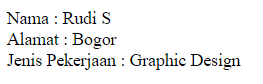 Nama : Rudi S
Alamat : Bogor
Jenis Pekerjaan : Graphic Design